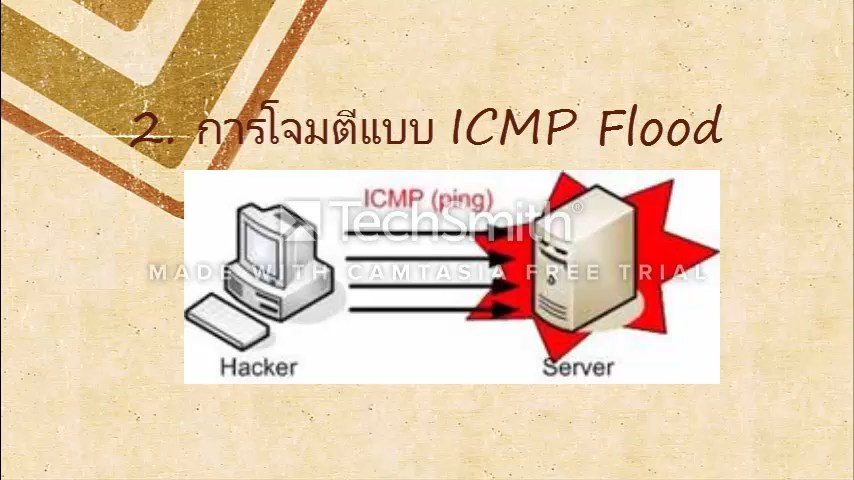 2. การโจมตีแบบ ICMP Flood
ICMP (ping)
TechSmith®
MADE WITH CAMTASIA FREE TRIAL
Hacker
Server